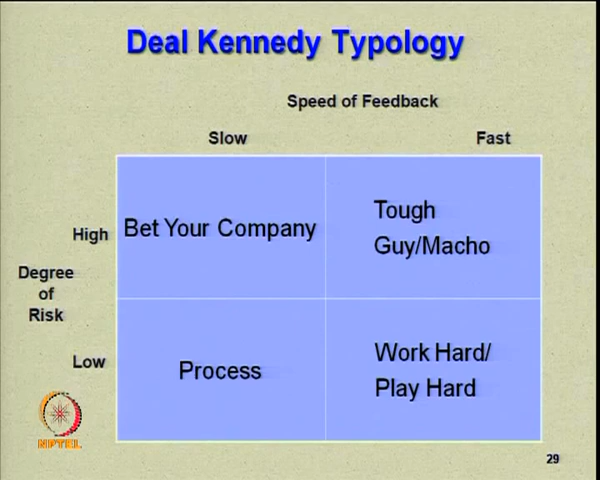 Deal Kennedy Typology
Speed of Feedback
Slow Fast
High
Bet Your Company
Tough
Guy/Macho
Degree
of
Risk
Low
Process
Work Hard/
Play Hard
NPTEL
29